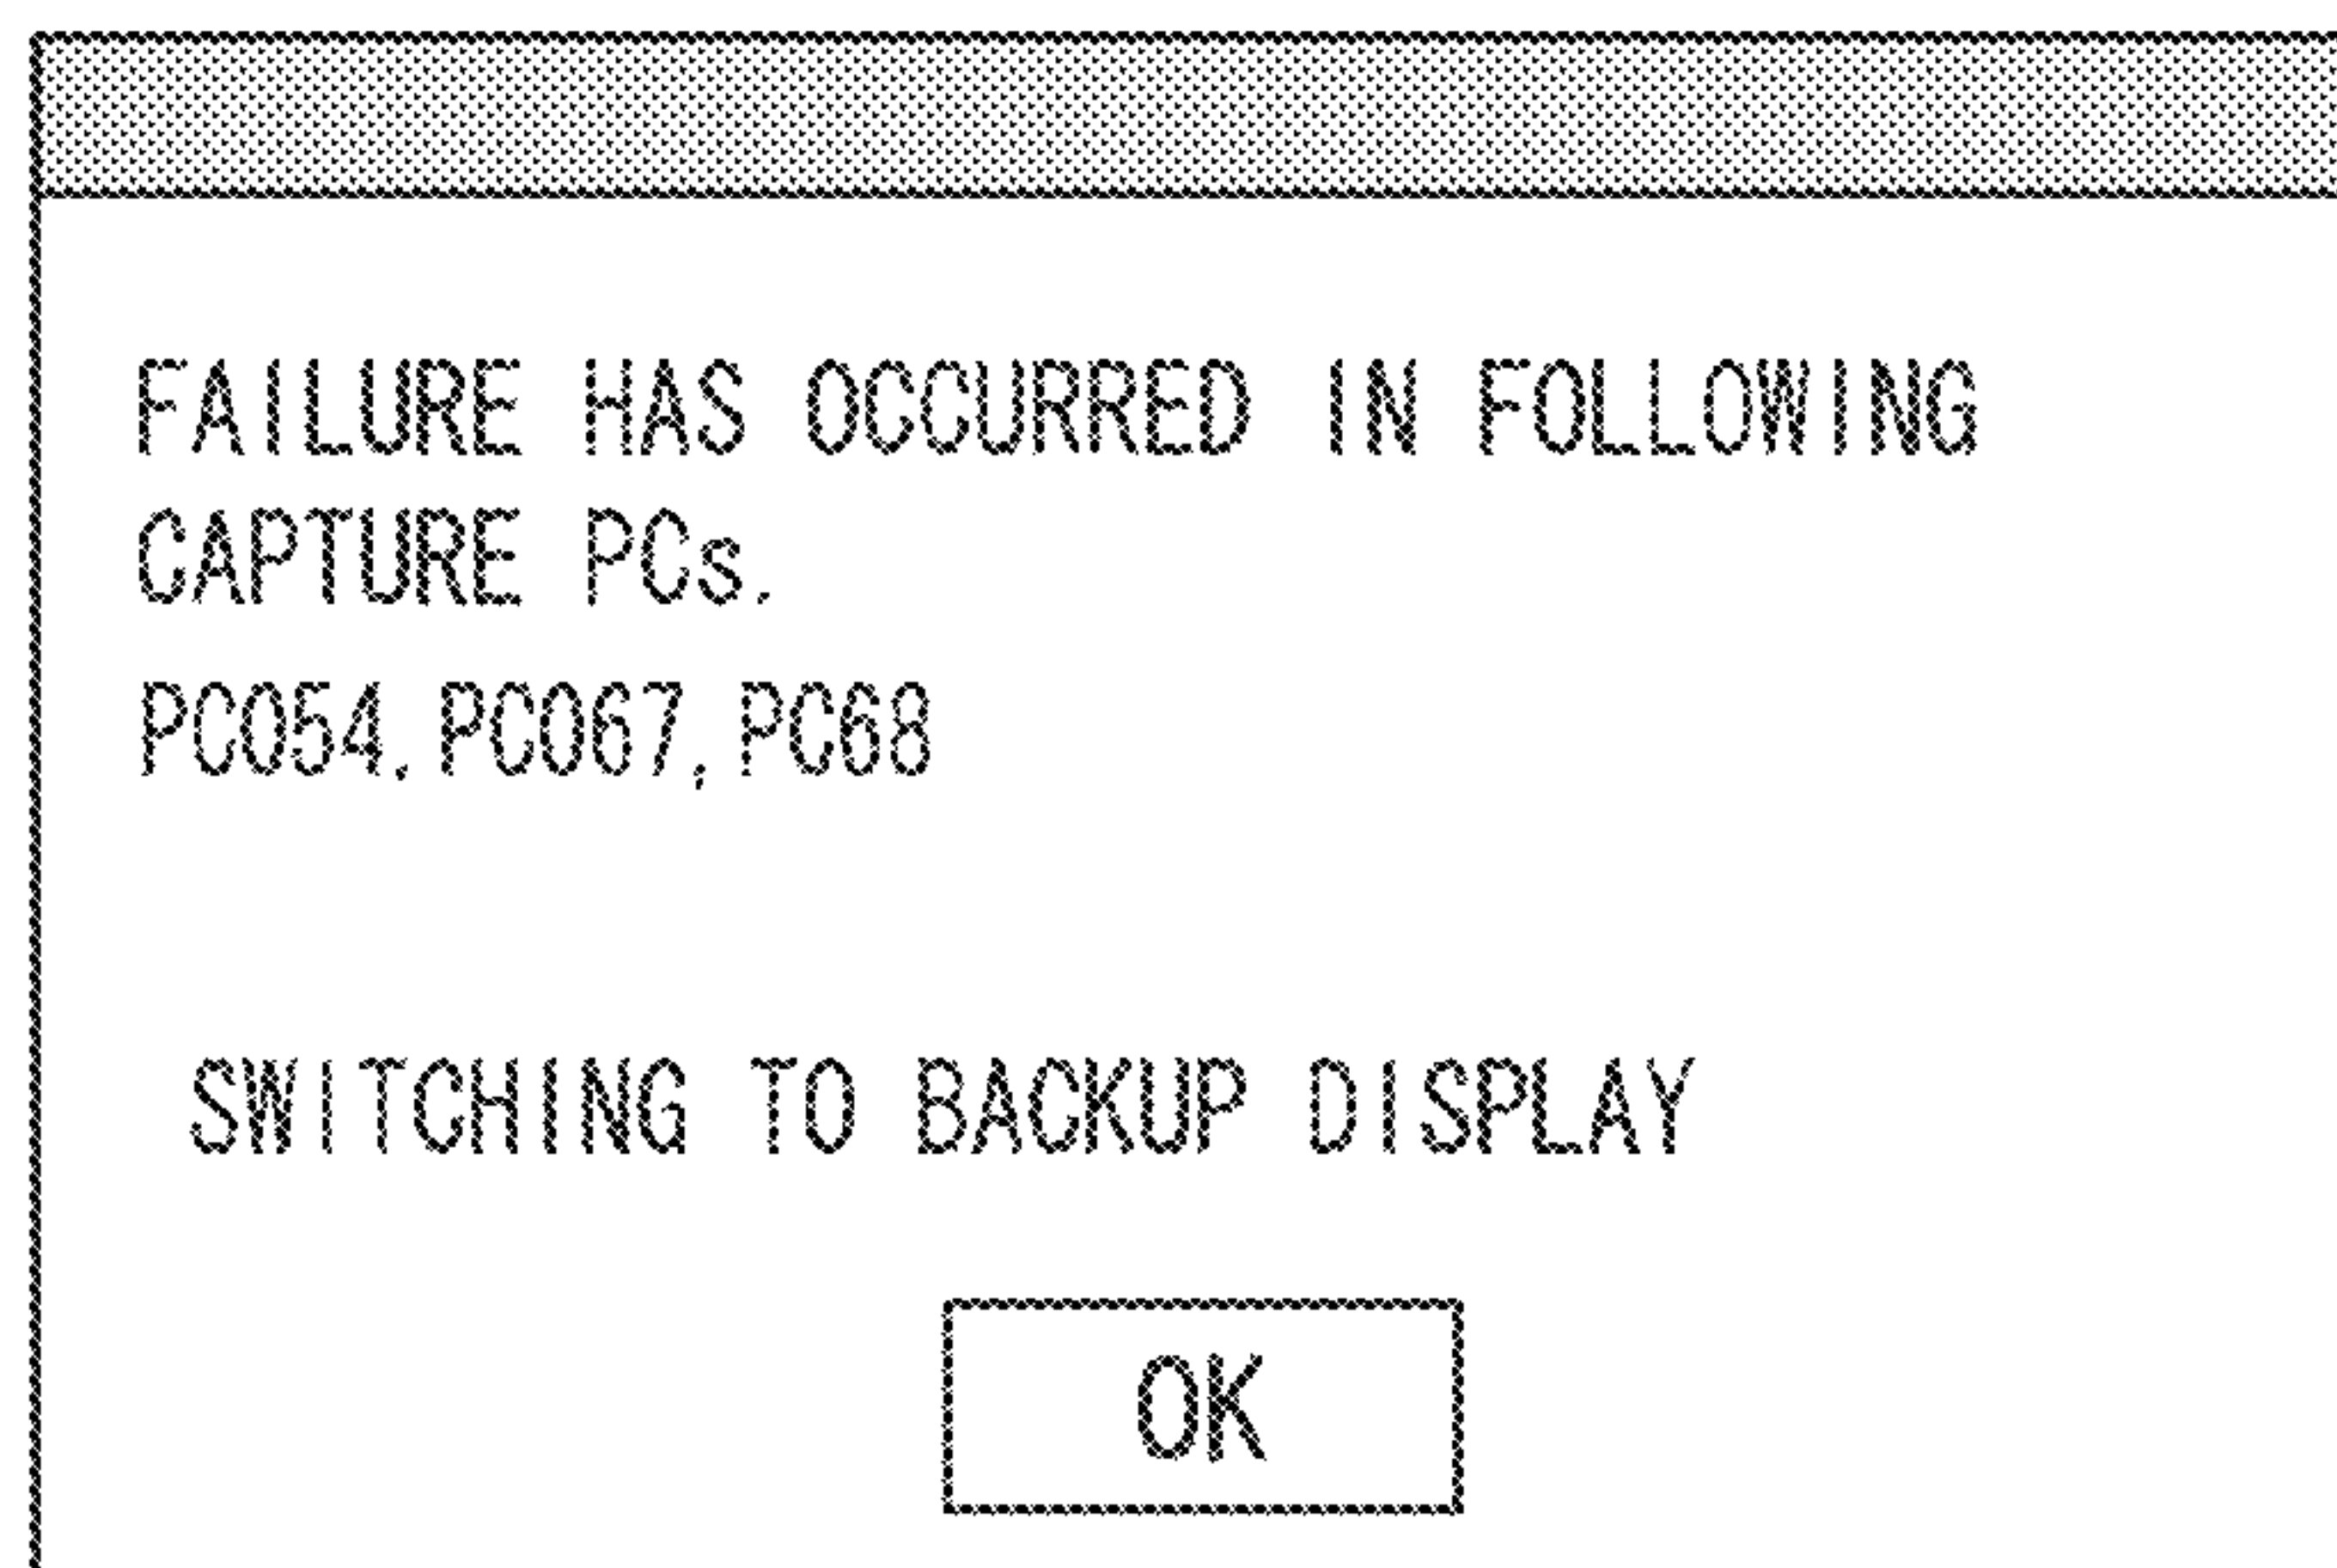 FAILURE HAS OCCURRED IN FOLLOWING
CAPTURE PCs.
PC054,PC067,PC68
SWITCHING TO BACKUP DISPLAY
OK